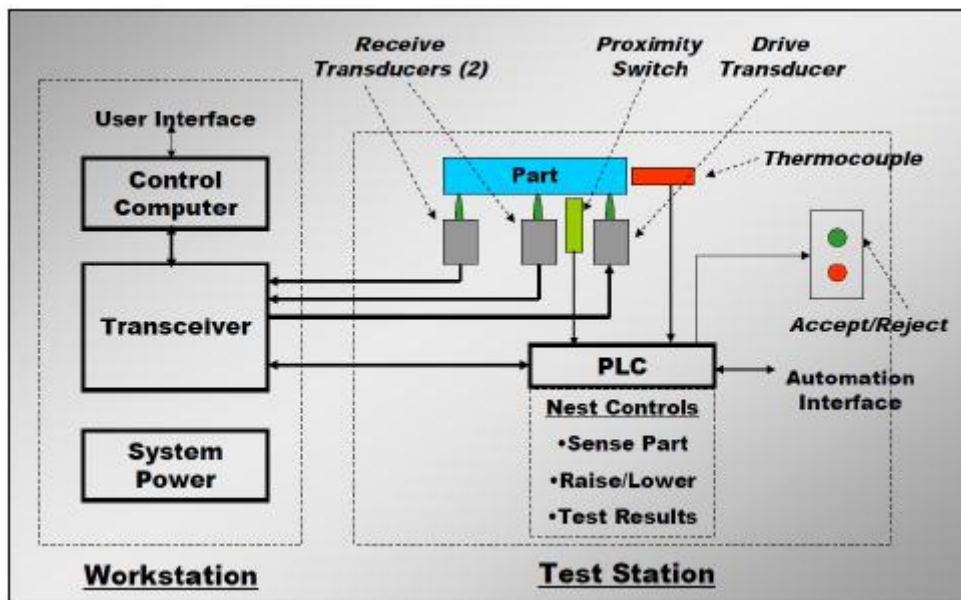 Receive
Transducers (2)
Proximity
Switch
Drive
Transducer
User Interface
Control
Computer
Transceiver
System
Power
Workstation
Part
Thermocouple
Accept/Reject
PLC
Automation
Interface
Nest Controls
•Sense Part
•Raise/Lower
•Test Results
Test Station